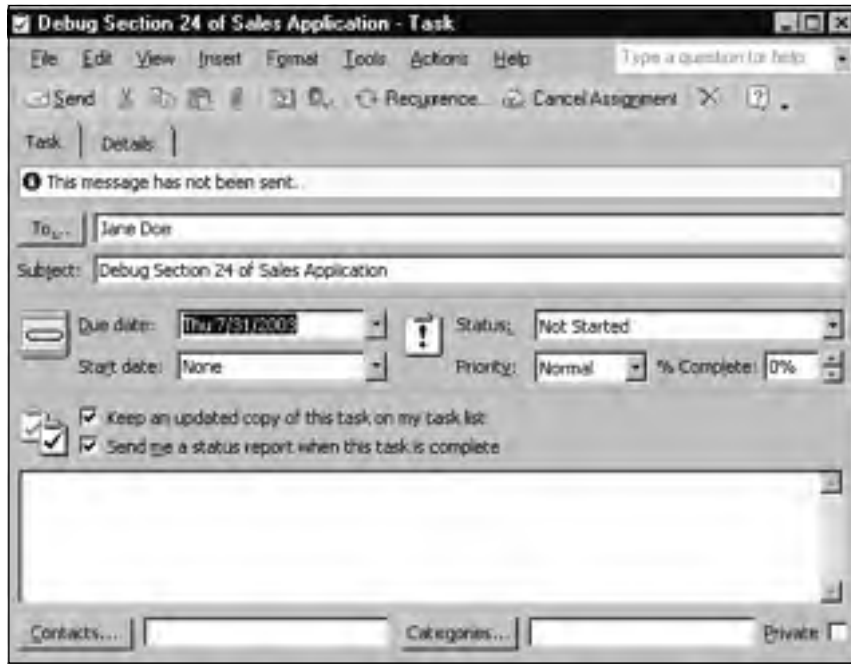 Debug Section 24 of Sales Application - Task
File Edit View Insert Format Tools Actions Help Type a question for help
Send Recurrence... Cancel Assignment
Task Details
This message has not been sent.
To... Jane Doe
Subject: Debug Section 24 of Sales Application
Due date: Thu 7/31/2003 Status: Not Started
Start date: None Priority: Normal % Complete: 0%
Keep an updated copy of this task on my task list
Send me a status report when this task is complete
Contacts... Categories... Private